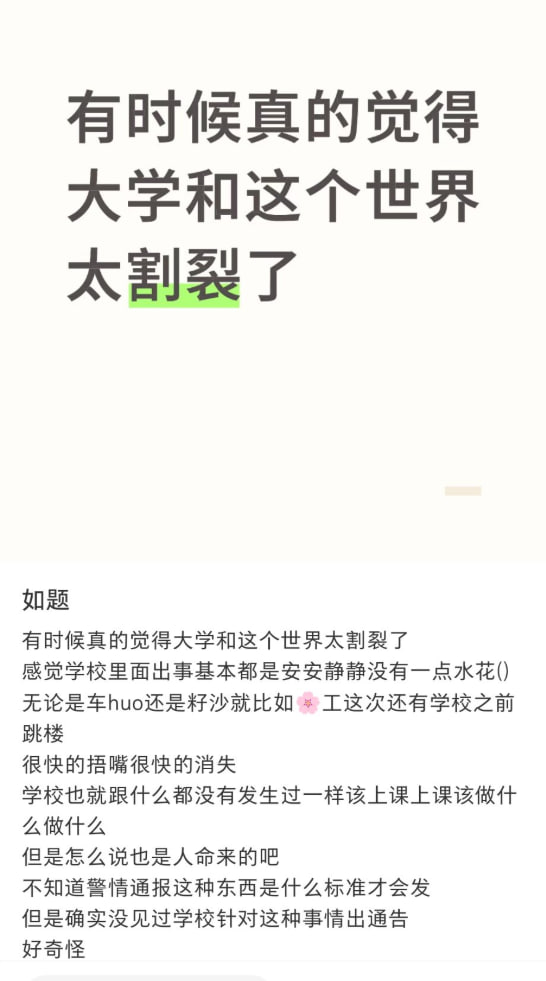 有时候真的觉得
大学和这个世界
太割裂了
如题
有时候真的觉得大学和这个世界太割裂了
感觉学校里面出事基本都是安安静静没有一点水花()
无论是车huo还是籽沙就比如🌸工这次还有学校之前
跳楼
很快的捂嘴很快的消失
学校也就跟什么都没有发生过一样该上课上课该做什
么做什么
但是怎么说也是人命来的吧
不知道警情通报这种东西是什么标准才会发
但是确实没见过学校针对这种事情出通告
好奇怪